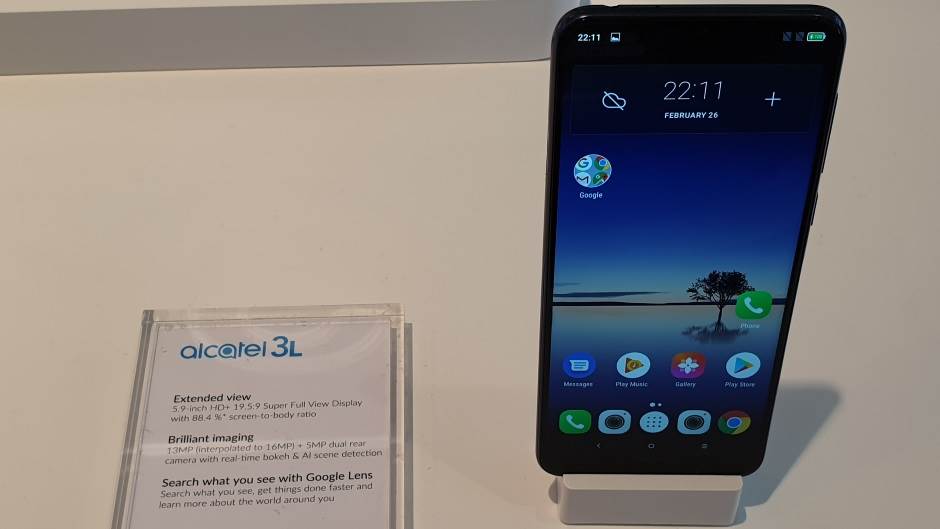 alcatel 3L
Extended view
5.9-inch HD+ 19.5:9 Super Full View Display
with 88.4 %* screen-to-body ratio
Brilliant imaging
13MP (interpolated to 16MP) + 5MP dual rear
camera with real-time bokeh & AI scene detection
Search what you see with Google Lens
Search what you see, get things done faster and
learn more about the world around you
22:11
22:11
FEBRUARY 26
Google
Phone
Messages
Play Music
Gallery
Play Store